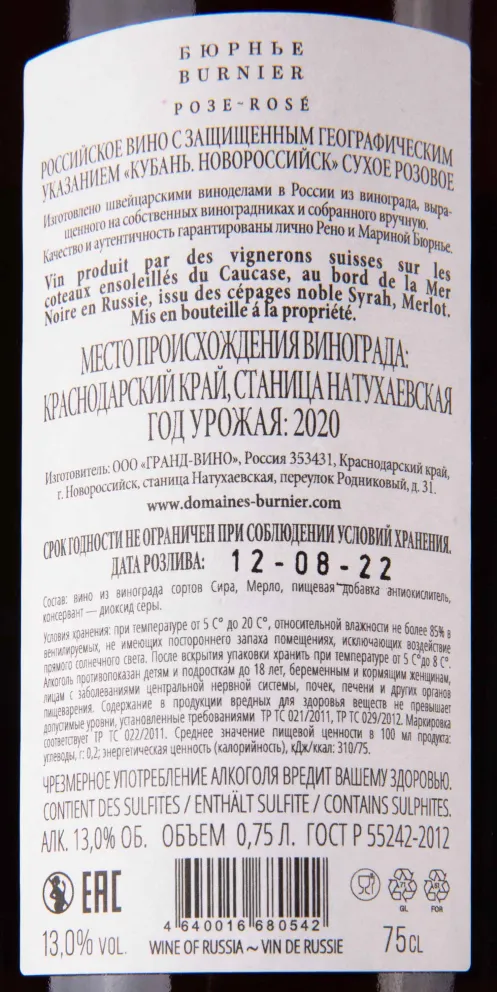 БЮРНЬЕ
BURNIER
РОЗЕ~ROSÉ
РОССИЙСКОЕ ВИНО С ЗАЩИЩЕННЫМ ГЕОГРАФИЧЕСКИМ
УКАЗАНИЕМ «КУБАНЬ. НОВОРОССИЙСК» СУХОЕ РОЗОВОЕ
Изготовлено швейцарскими виноделами в России из винограда, выра-
щенного на собственных виноградниках и собранного вручную.
Качество и аутентичность гарантированы лично Рено и Мариной Бюрнье.
Vin produit par des vignerons suisses sur les
coteaux ensoleillés du Caucase, au bord de la Mer
Noire en Russie, issu des cépages noble Syrah, Merlot.
Mis en bouteille á la propriété.
МЕСТО ПРОИСХОЖДЕНИЯ ВИНОГРАДА:
КРАСНОДАРСКИЙ КРАЙ, СТАНИЦА НАТУХАЕВСКАЯ
ГОД УРОЖАЯ: 2020
Изготовитель: ООО «ГРАНД-ВИНО», Россия 353431, Краснодарский край,
г. Новороссийск, станица Натухаевская, переулок Родниковый, д. 31.
www.domaines-burnier.com
СРОК ГОДНОСТИ НЕ ОГРАНИЧЕН ПРИ СОБЛЮДЕНИИ УСЛОВИЙ ХРАНЕНИЯ.
ДАТА РОЗЛИВА: 12-08-22
Состав: вино из винограда сортов Сира, Мерло, пищевая добавка антиокислитель,
консервант — диоксид серы.
Условия хранения: при температуре от 5 С° до 20 С°, относительной влажности не более 85% в
вентилируемых, не имеющих постороннего запаха помещениях, исключающих воздействие
прямого солнечного света. После вскрытия упаковки хранить при температуре от 5 С°до 8 С°.
Алкоголь противопоказан детям и подросткам до 18 лет, беременным и кормящим женщинам,
лицам с заболеваниями центральной нервной системы, почек, печени и других органов
пищеварения. Содержание в продукции вредных для здоровья веществ не превышает
допустимые уровни, установленные требованиями ТР ТС 021/2011, ТР ТС 029/2012. Маркировка
соответствует ТР ТС 022/2011. Среднее значение пищевой ценности в 100 мл продукта:
углеводы, г: 0,2; энергетическая ценность (калорийность), кДж/ккал: 310/75.
ЧРЕЗМЕРНОЕ УПОТРЕБЛЕНИЕ АЛКОГОЛЯ ВРЕДИТ ВАШЕМУ ЗДОРОВЬЮ.
CONTIENT DES SULFITES / ENTHÄLT SULFITE / CONTAINS SULPHITES.
АЛК. 13,0% ОБ. ОБЪЕМ 0,75 Л. ГОСТ Р 55242-2012
EAC
GL FOR
4 640016 680542
13,0% VOL. WINE OF RUSSIA ~ VIN DE RUSSIE 75CL